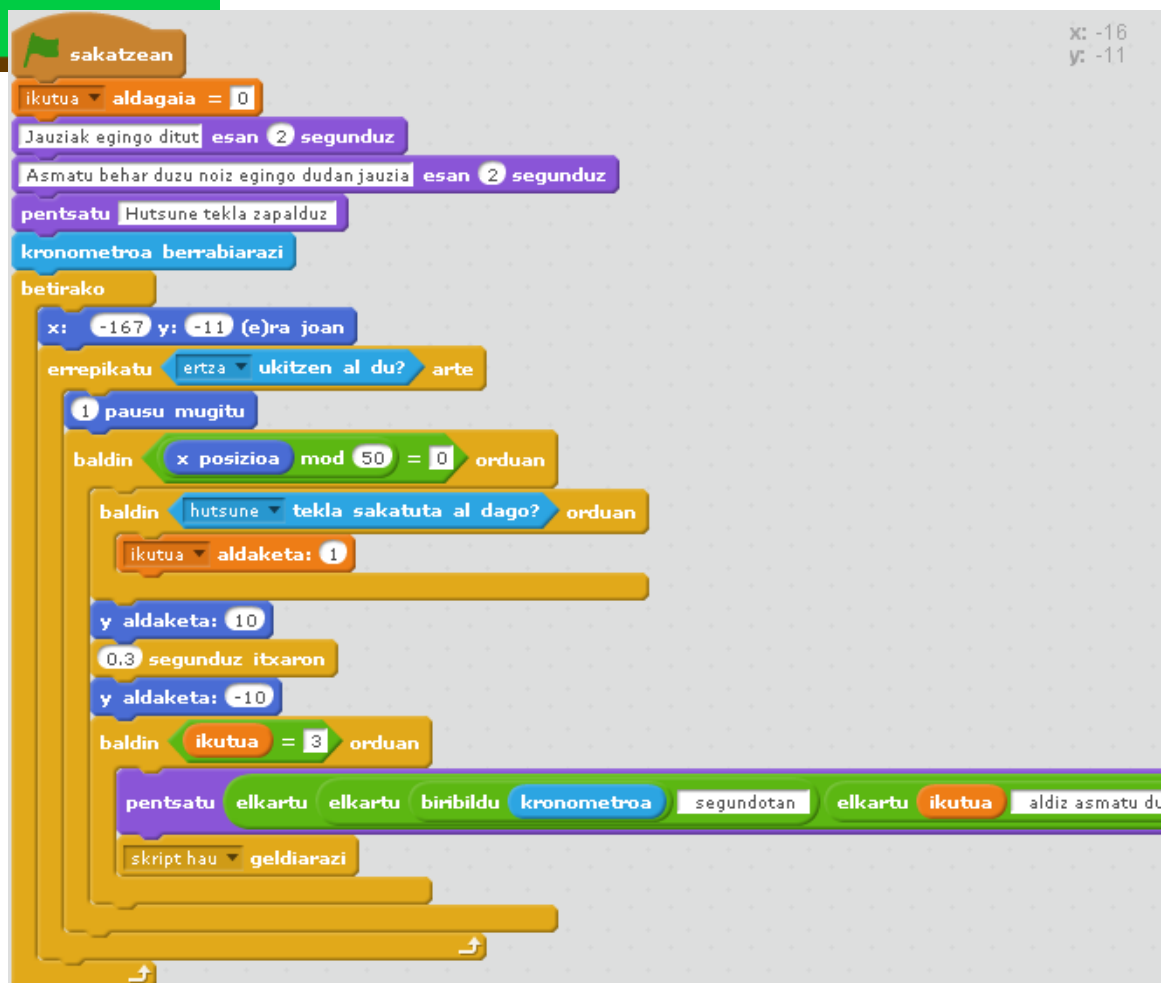 sakatzean
x: -16
y: -11
ikutua aldagaia = 0
Jauziak egingo ditut esan 2 segunduz
Asmatu behar duzu noiz egingo dudan jauzia esan 2 segunduz
pentsatu Hutsune tekla zapalduz
kronometroa berrabiarazi
betirako
x: -167 y: -11 (e)ra joan
errepikatu ertza ukitzen al du? arte
1 pausu mugitu
baldin x posizioa mod 50 = 0 orduan
baldin hutsune tekla sakatuta al dago? orduan
ikutua aldaketa: 1
y aldaketa: 10
0.3 segunduz itxaron
y aldaketa: -10
baldin ikutua = 3 orduan
pentsatu elkartu elkartu biribildu kronometroa segundotan elkartu ikutua aldiz asmatu du
skript hau geldiarazi